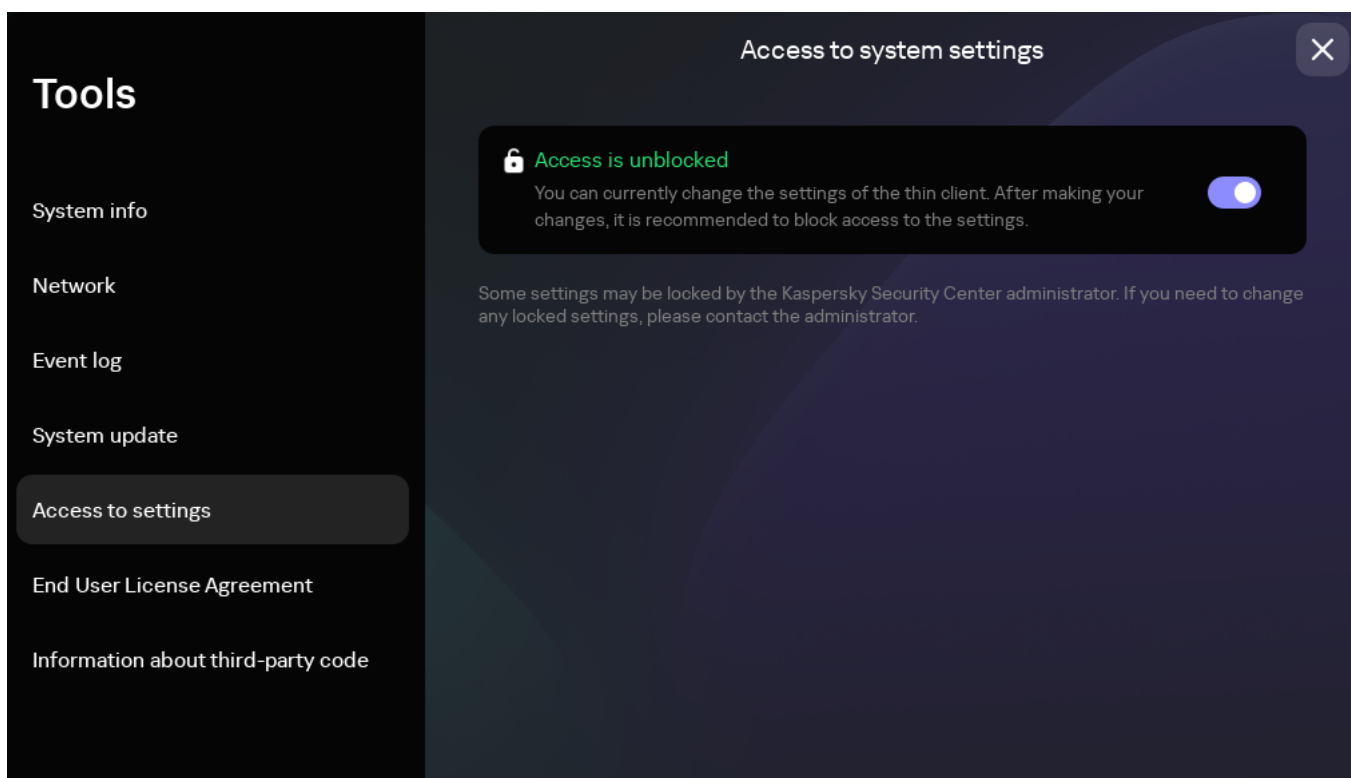 Tools
System info
Network
Event log
System update
Access to settings
End User License Agreement
Information about third-party code
Access to system settings
Access is unblocked
You can currently change the settings of the thin client. After making your
changes, it is recommended to block access to the settings.
Some settings may be locked by the Kaspersky Security Center administrator. If you need to change
any locked settings, please contact the administrator.